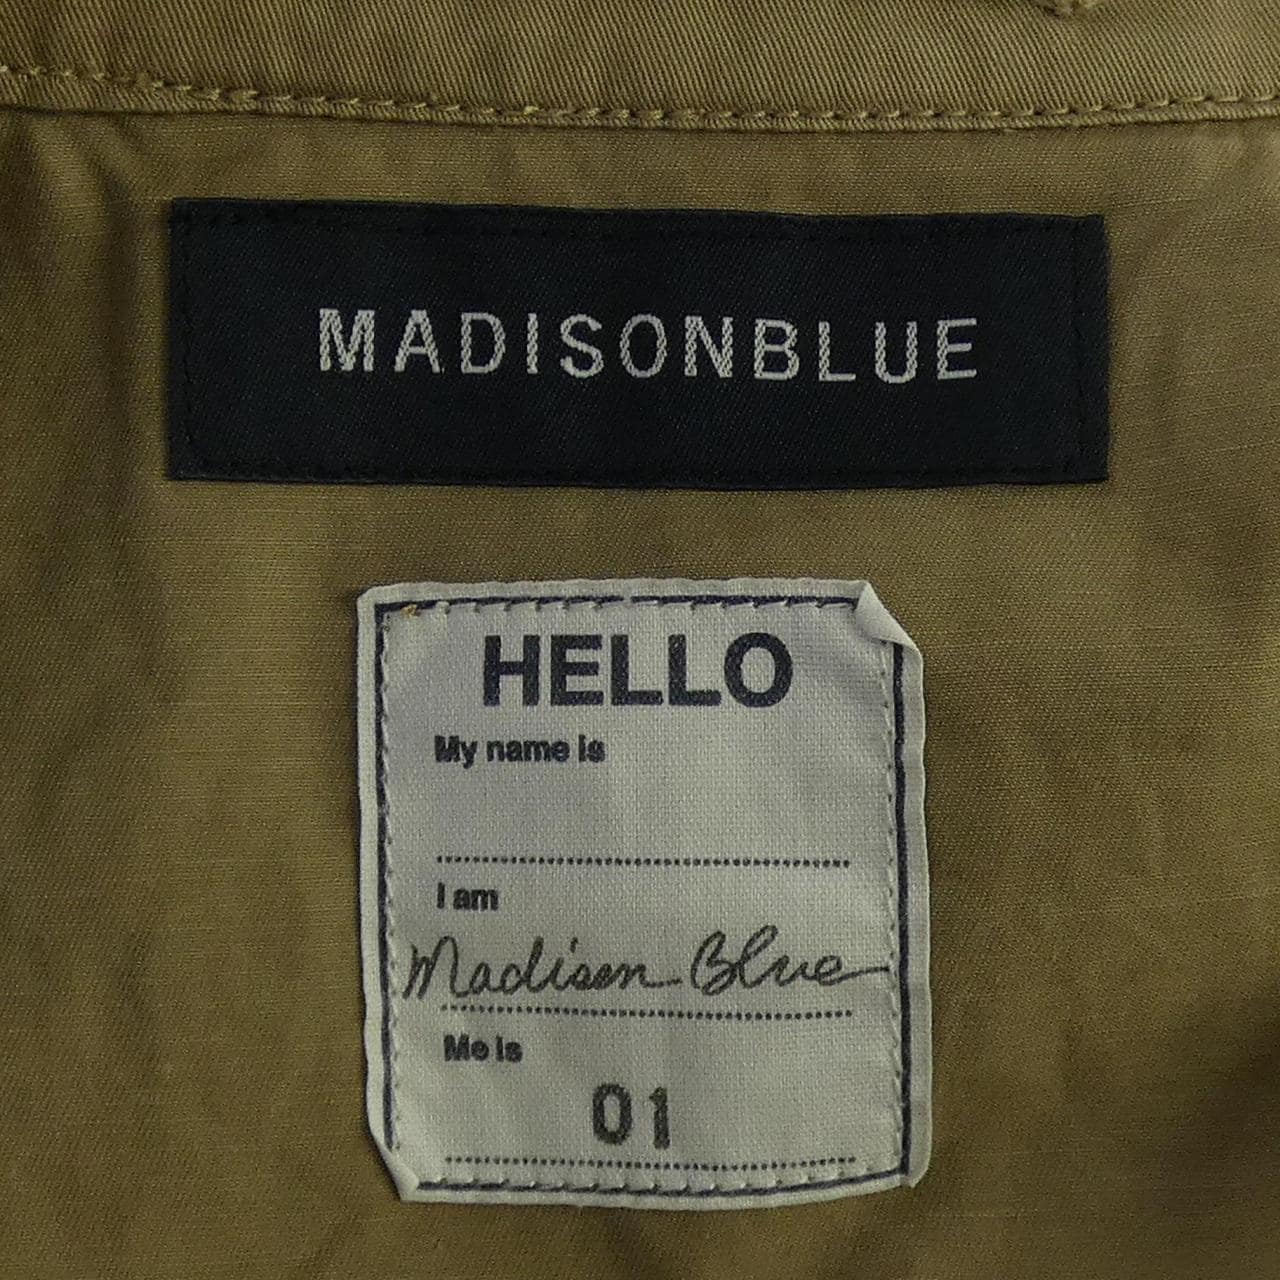 MADISONBLUE
HELLO
My name is
I am
Madison Blue
Me is
01